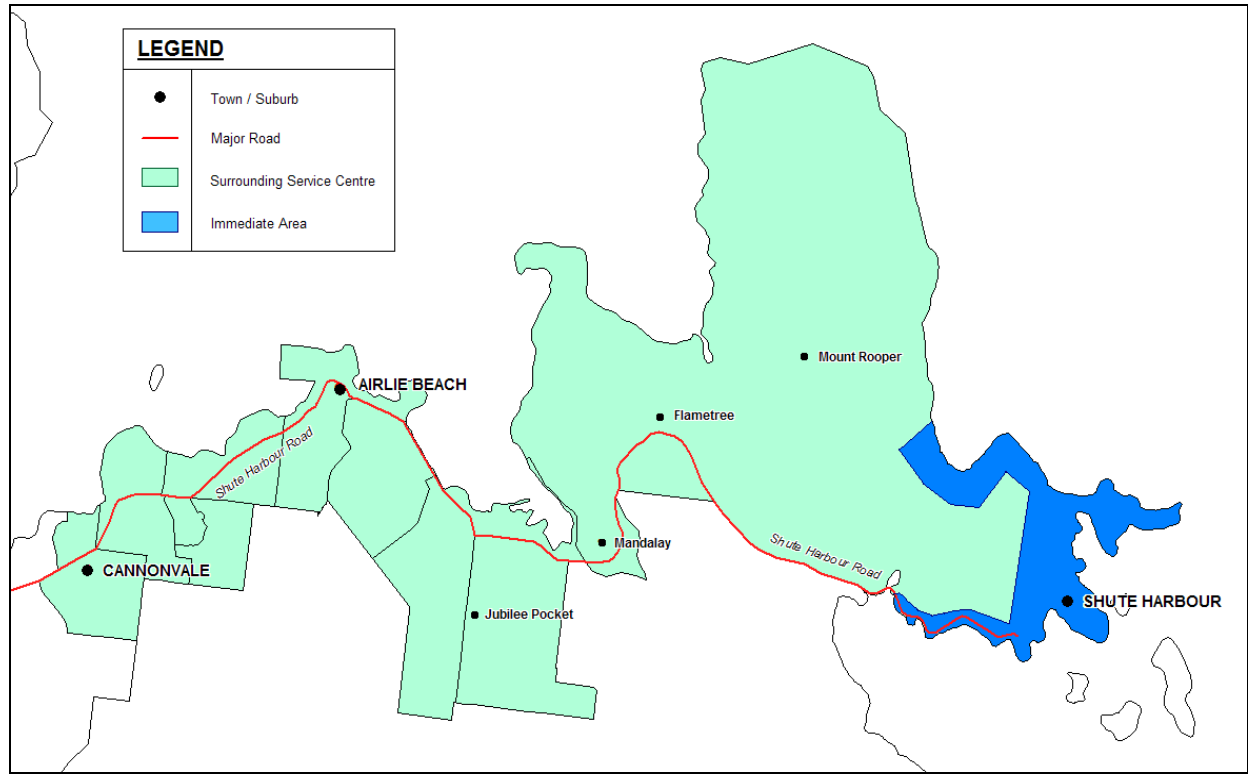 LEGEND
Town / Suburb
Major Road
Surrounding Service Centre
Immediate Area
Mount Rooper
AIRLIE BEACH
Flametree
Shute Harbour Road
Mandalay
Shute Harbour Road
CANNONVALE
SHUTE HARBOUR
Jubilee Pocket